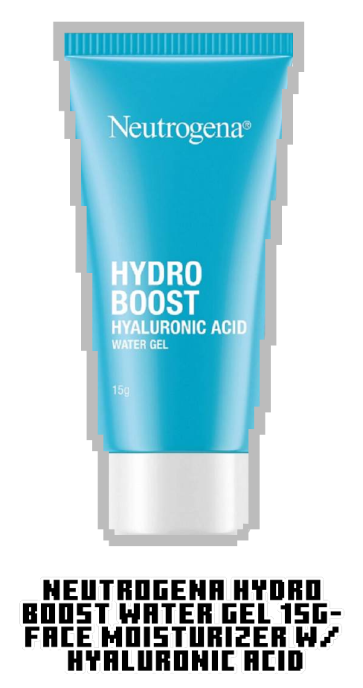 Neutrogena®
HYDRO
BOOST
HYALURONIC ACID
WATER GEL
15g
NEUTROGENA HYDRO
BOOST WATER GEL 15G-
FACE MOISTURIZER W/
HYALURONIC ACID